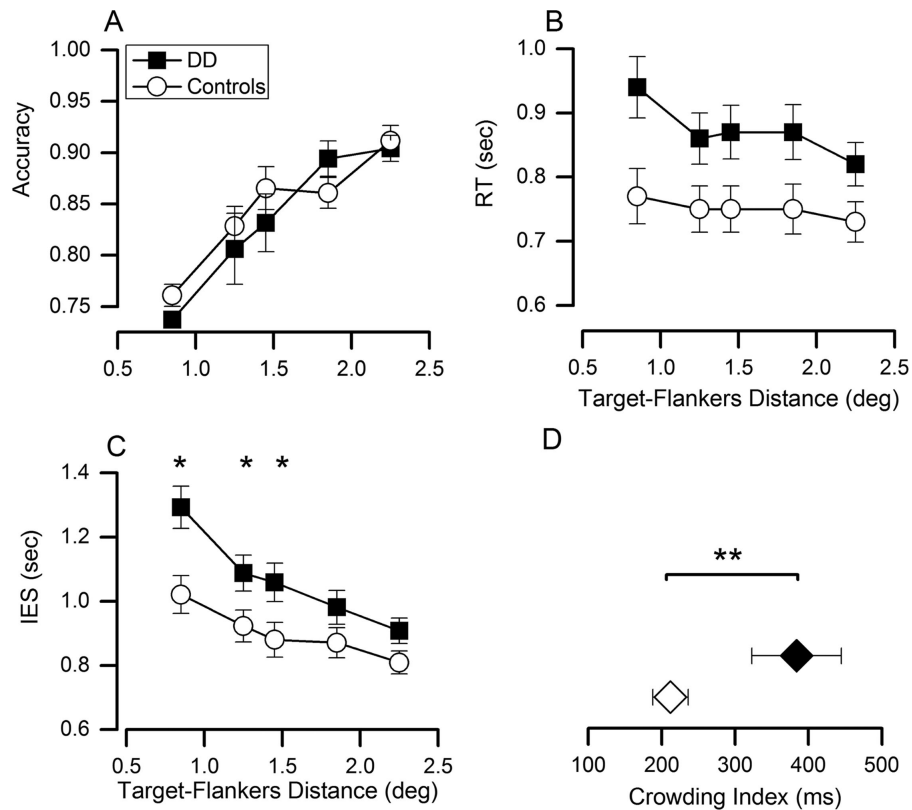 A
B
1.00
DD
Controls
0.95
0.90
0.85
0.80
0.75
Accuracy
0.5 1.0 1.5 2.0 2.5
1.0
0.9
0.8
0.7
0.6
RT (sec)
0.5 1.0 1.5 2.0 2.5
Target-Flankers Distance (deg)
C
* * *
1.4
1.2
1.0
0.8
0.6
IES (sec)
0.5 1.0 1.5 2.0 2.5
Target-Flankers Distance (deg)
D
**
100 200 300 400 500
Crowding Index (ms)